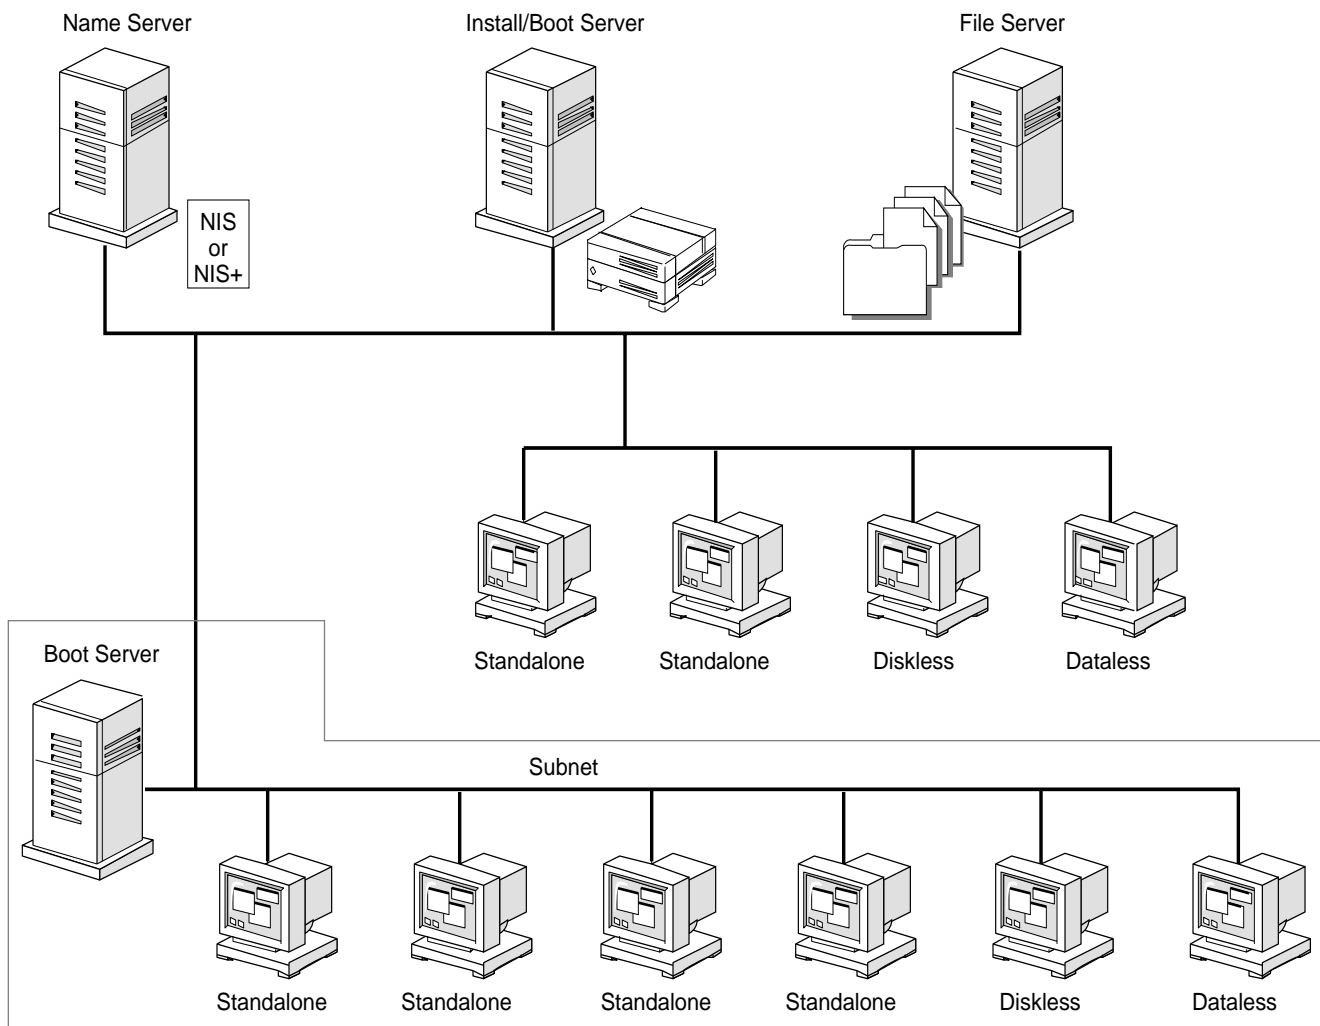 Name Server
Install/Boot Server
File Server
NIS
or
NIS+
Standalone
Standalone
Diskless
Dataless
Boot Server
Subnet
Standalone
Standalone
Standalone
Standalone
Diskless
Dataless